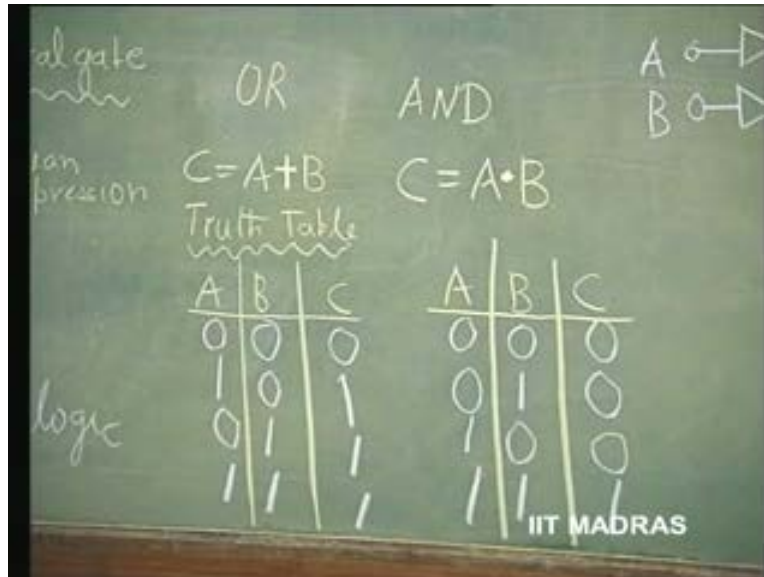 al gate OR AND A
B
ian
pression C=A+B C=A•B
Truth Table
A B C A B C
0 0 0 0 0 0
1 0 1 0 1 0
logic 0 1 1 1 0 0
1 1 1 1 1 1
IIT MADRAS